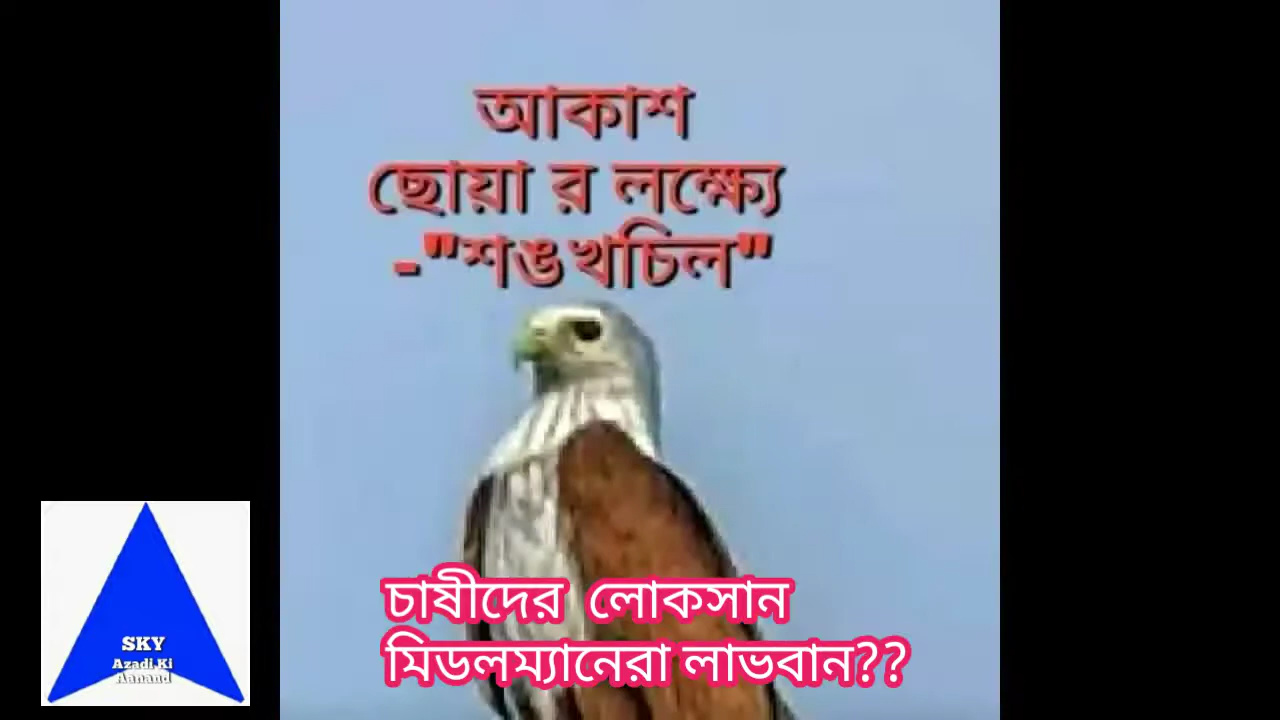 আকাশ
ছোয়া র লক্ষ্যে
-"শঙখচিল"
চাষীদের লোকসান
মিডলম্যানেরা লাভবান??
SKY
Azadi Ki
Aanand